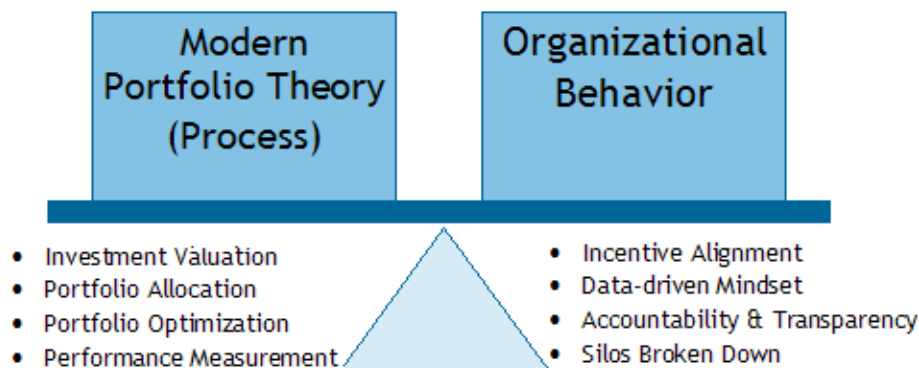 Modern
Portfolio Theory
(Process)
Organizational
Behavior
• Investment Valuation
• Portfolio Allocation
• Portfolio Optimization
• Performance Measurement
• Incentive Alignment
• Data-driven Mindset
• Accountability & Transparency
• Silos Broken Down